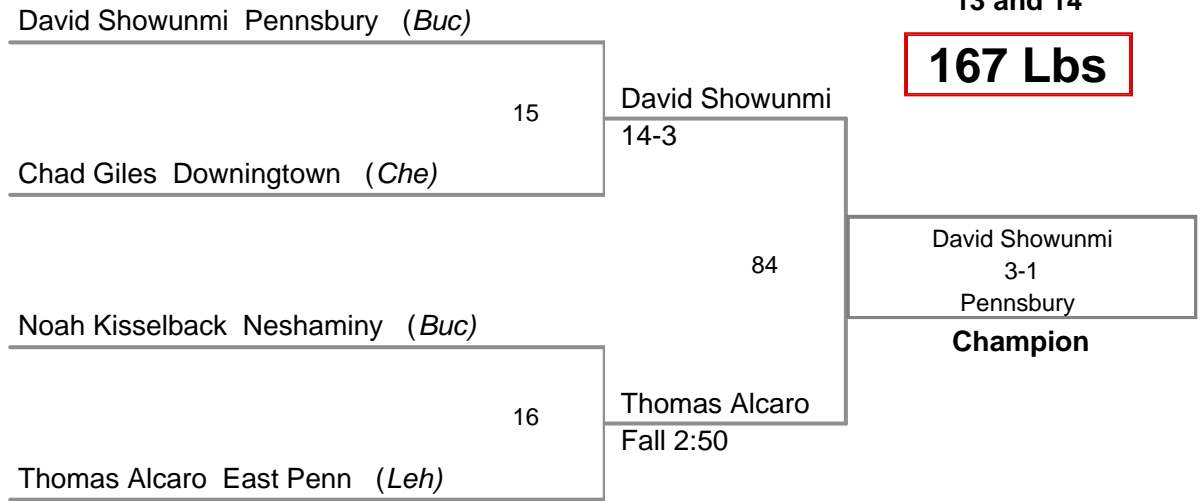 13 and 14
David Showunmi Pennsbury (Buc)
167 Lbs
15
David Showunmi
14-3
Chad Giles Downingtown (Che)
84
David Showunmi
3-1
Pennsbury
Champion
Noah Kisselback Neshaminy (Buc)
16
Thomas Alcaro
Fall 2:50
Thomas Alcaro East Penn (Leh)